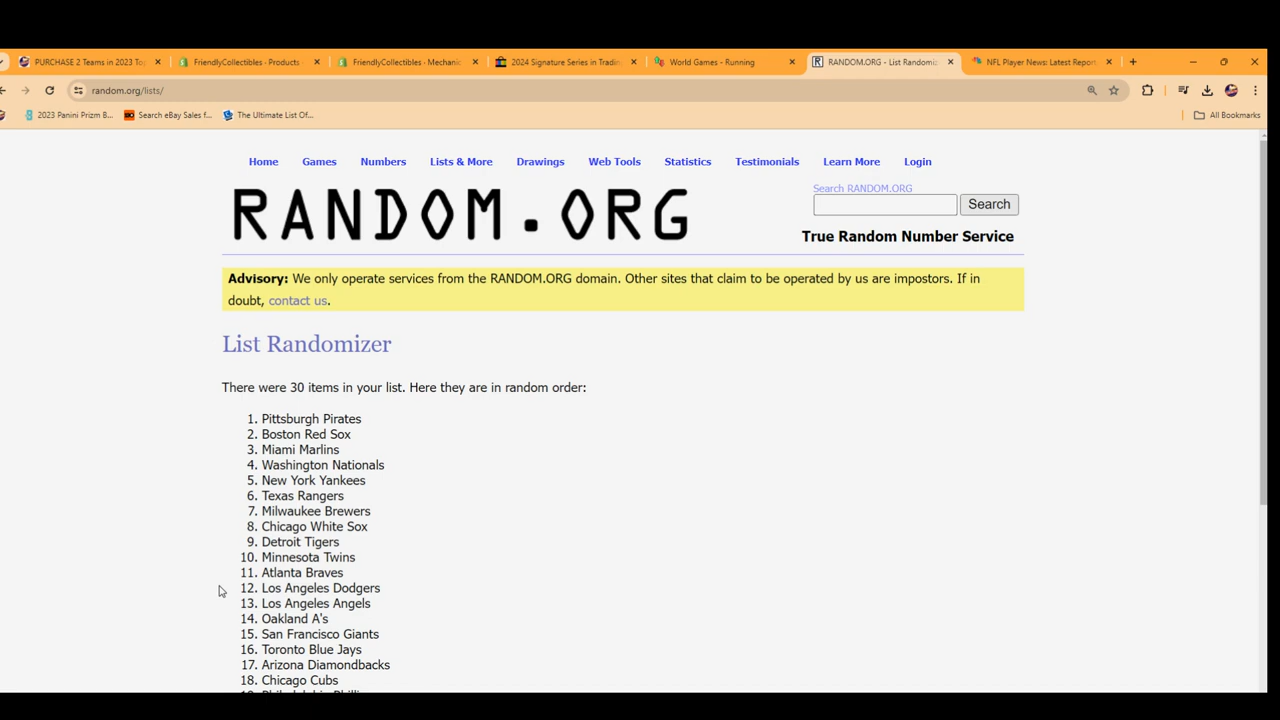 PURCHASE 2 Teams in 2023 To
FriendlyCollectibles · Products
FriendlyCollectibles · Mechanic
2024 Signature Series in Tradin
World Games - Running
RANDOM.ORG - List Randomiz
NFL Player News: Latest Report
random.org/lists/
2023 Panini Prizm B...
Search eBay Sales f...
The Ultimate List Of...
All Bookmarks
Home Games Numbers Lists & More Drawings Web Tools Statistics Testimonials Learn More Login
RANDOM.ORG
Search RANDOM.ORG
Search
True Random Number Service
Advisory: We only operate services from the RANDOM.ORG domain. Other sites that claim to be operated by us are impostors. If in
doubt, contact us.
List Randomizer
There were 30 items in your list. Here they are in random order:
1. Pittsburgh Pirates
2. Boston Red Sox
3. Miami Marlins
4. Washington Nationals
5. New York Yankees
6. Texas Rangers
7. Milwaukee Brewers
8. Chicago White Sox
9. Detroit Tigers
10. Minnesota Twins
11. Atlanta Braves
12. Los Angeles Dodgers
13. Los Angeles Angels
14. Oakland A's
15. San Francisco Giants
16. Toronto Blue Jays
17. Arizona Diamondbacks
18. Chicago Cubs